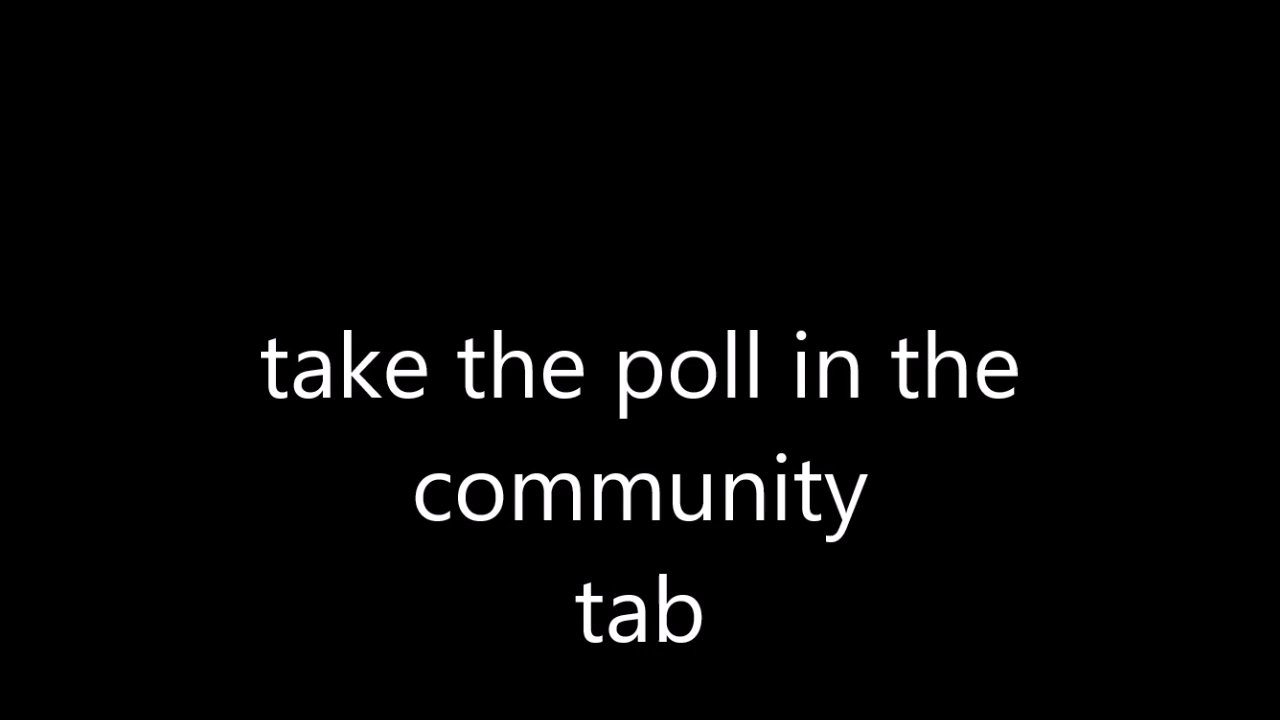 take the poll in the
community
tab